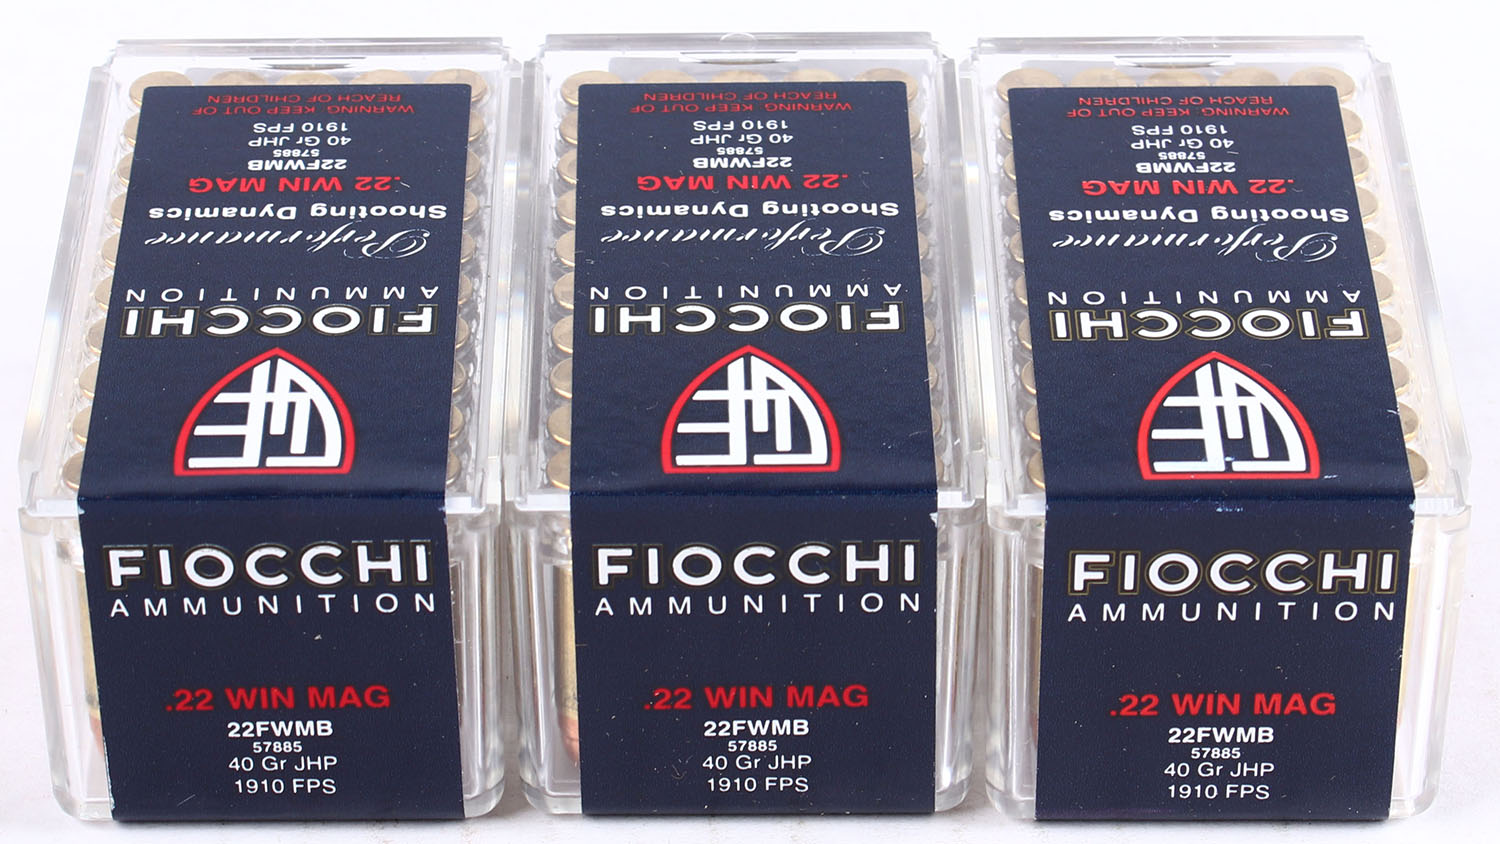 WARNING: KEEP OUT OF
REACH OF CHILDREN
1910 FPS
40 Gr JHP
57885
22FWMB
.22 WIN MAG
Shooting Dynamics
Performance
AMMUNITION
FIOCCHI
FIOCCHI
AMMUNITION
.22 WIN MAG
22FWMB
57885
40 Gr JHP
1910 FPS
WARNING: KEEP OUT OF
REACH OF CHILDREN
1910 FPS
40 Gr JHP
57885
22FWMB
.22 WIN MAG
Shooting Dynamics
Performance
AMMUNITION
FIOCCHI
FIOCCHI
AMMUNITION
.22 WIN MAG
22FWMB
57885
40 Gr JHP
1910 FPS
WARNING: KEEP OUT OF
REACH OF CHILDREN
1910 FPS
40 Gr JHP
57885
22FWMB
.22 WIN MAG
Shooting Dynamics
Performance
AMMUNITION
FIOCCHI
FIOCCHI
AMMUNITION
.22 WIN MAG
22FWMB
57885
40 Gr JHP
1910 FPS